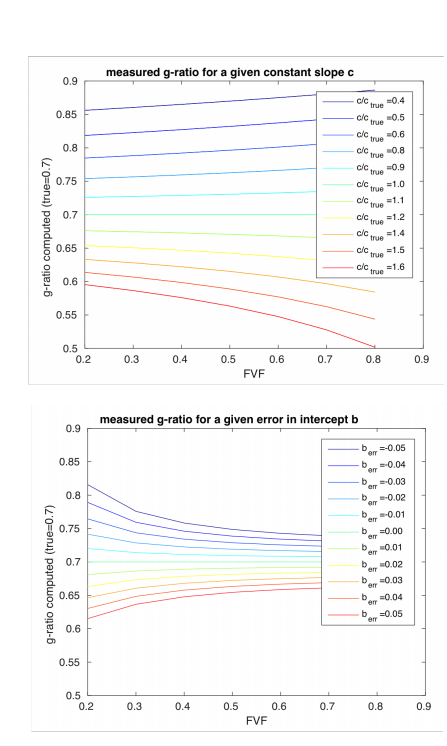 measured g-ratio for a given constant slope c
0.9
0.85
0.8
0.75
0.7
0.65
0.6
0.55
0.5
g-ratio computed (true=0.7)
c/c true =0.4
c/c true =0.5
c/c true =0.6
c/c true =0.8
c/c true =0.9
c/c true =1.0
c/c true =1.1
c/c true =1.2
c/c true =1.4
c/c true =1.5
c/c true =1.6
0.2 0.3 0.4 0.5 0.6 0.7 0.8 0.9
FVF
measured g-ratio for a given error in intercept b
0.9
0.85
0.8
0.75
0.7
0.65
0.6
0.55
0.5
g-ratio computed (true=0.7)
b err =-0.05
b err =-0.04
b err =-0.03
b err =-0.02
b err =-0.01
b err =0.00
b err =0.01
b err =0.02
b err =0.03
b err =0.04
b err =0.05
0.2 0.3 0.4 0.5 0.6 0.7 0.8 0.9
FVF